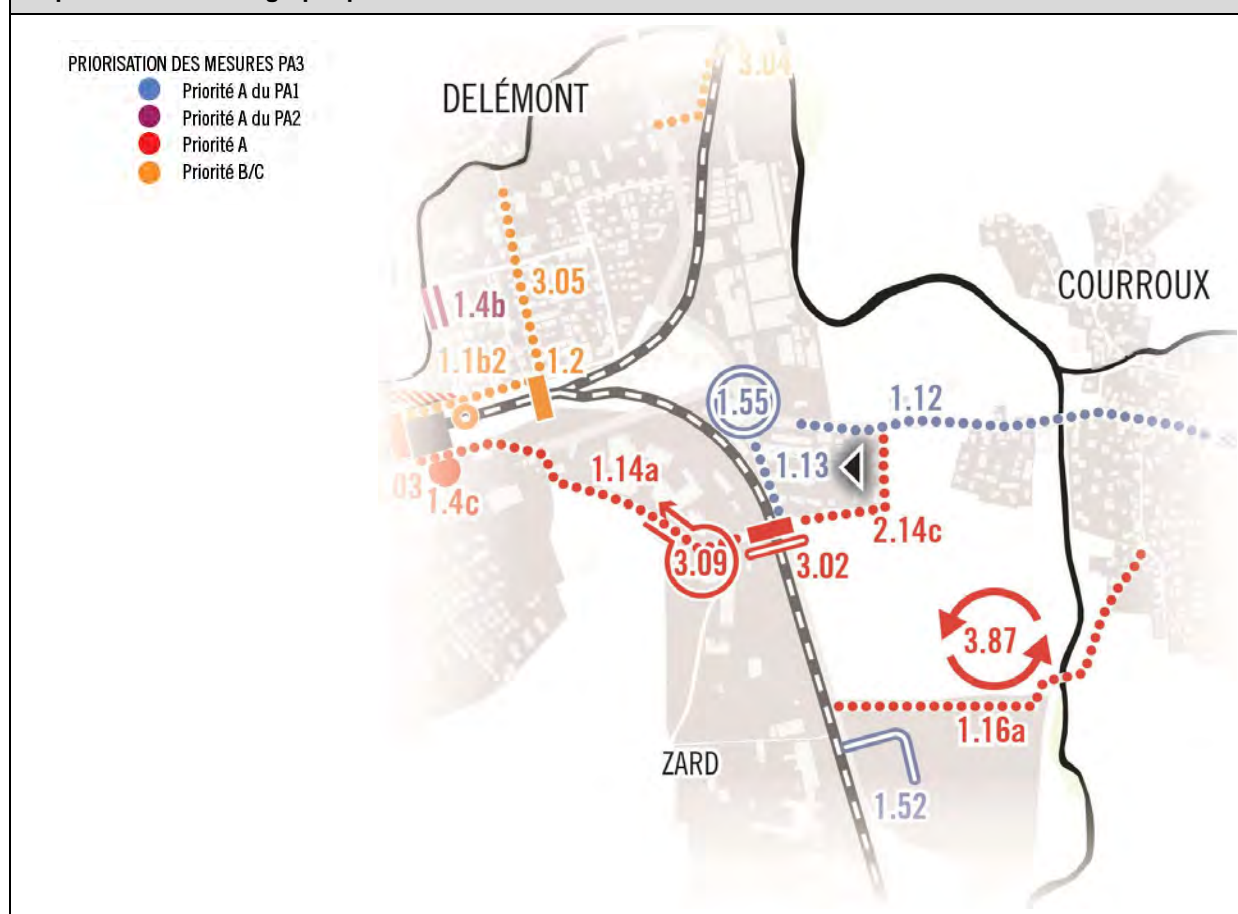 PRIORISATION DES MESURES PA3
Priorité A du PA1
Priorité A du PA2
Priorité A
Priorité B/C
3.04
DELÉMONT
COURROUX
3.05
1.4b
1.1b2
1.2
1.55
1.12
1.13
1.14a
03
1.4c
2.14c
3.09
3.02
3.87
1.16a
ZARD
1.52